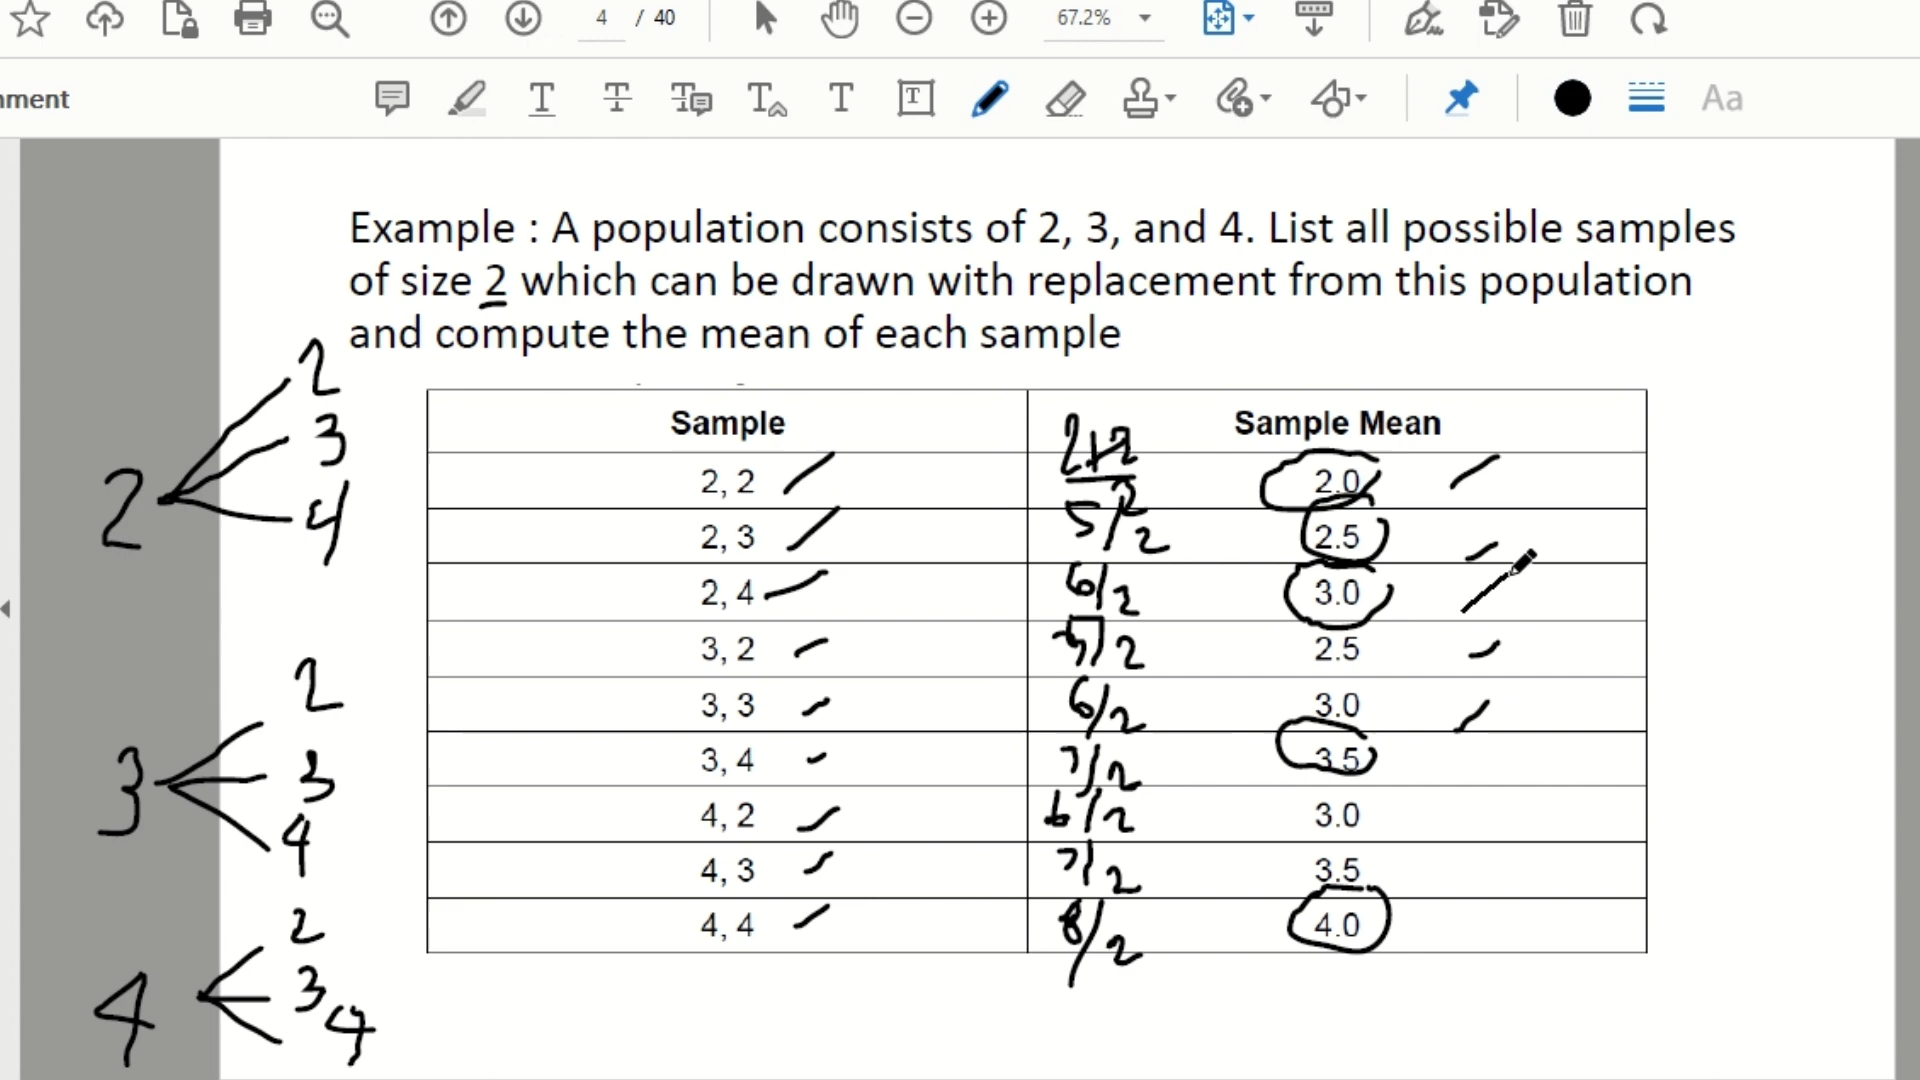 4 / 40
67.2%
nment
Aa
Example : A population consists of 2, 3, and 4. List all possible samples
of size 2 which can be drawn with replacement from this population
and compute the mean of each sample
Sample Sample Mean
2, 2 2+2/2 2.0
2, 3 5/2 2.5
2, 4 6/2 3.0
3, 2 5/2 2.5
3, 3 6/2 3.0
3, 4 7/2 3.5
4, 2 6/2 3.0
4, 3 7/2 3.5
4, 4 8/2 4.0
2
2
3
4
3
2
3
4
4
2
3
4